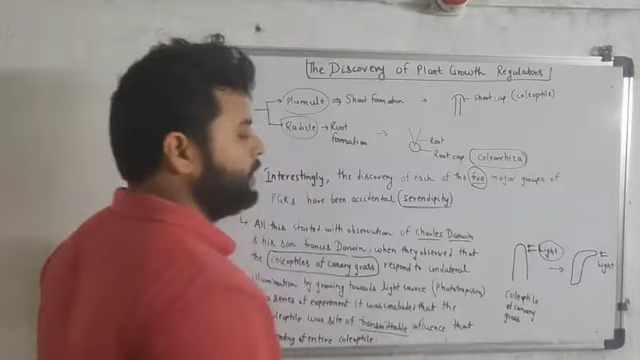 The Discovery of Plant Growth Regulators
Plumule ⇒ Shoot formation → shoot cap (coleoptile)
Radicle → Root formation → Root
Root cap (coleorhiza)
Interestingly, the discovery of each of the five major groups of
PGRs have been accidental (serendipity)
All this started with observation of Charles Darwin
& his son francis Darwin, when they observed that
the coleoptiles of canary grass respond to unilateral
illumination by growing towards light source (Phototropism)
a series of experiment it was concluded that the
was site of transmittable influence that
of entire coleoptile
light
light
Coleoptile
of canary
grass